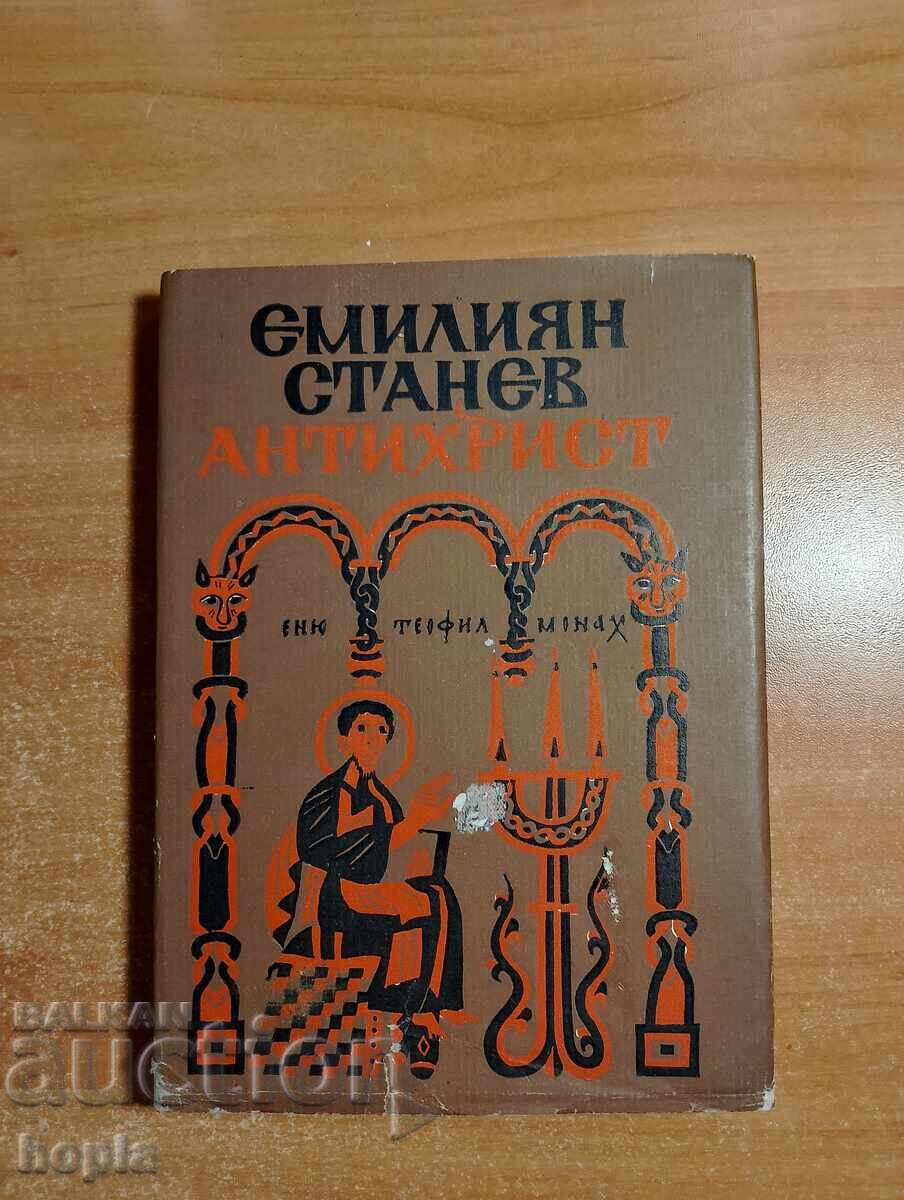 ЕМИЛИЯН
СТАНЕВ
АНТИХРИСТ
ЕНЮ ТЕОФИЛ МОНАХ
BALKAN
auction
hopla